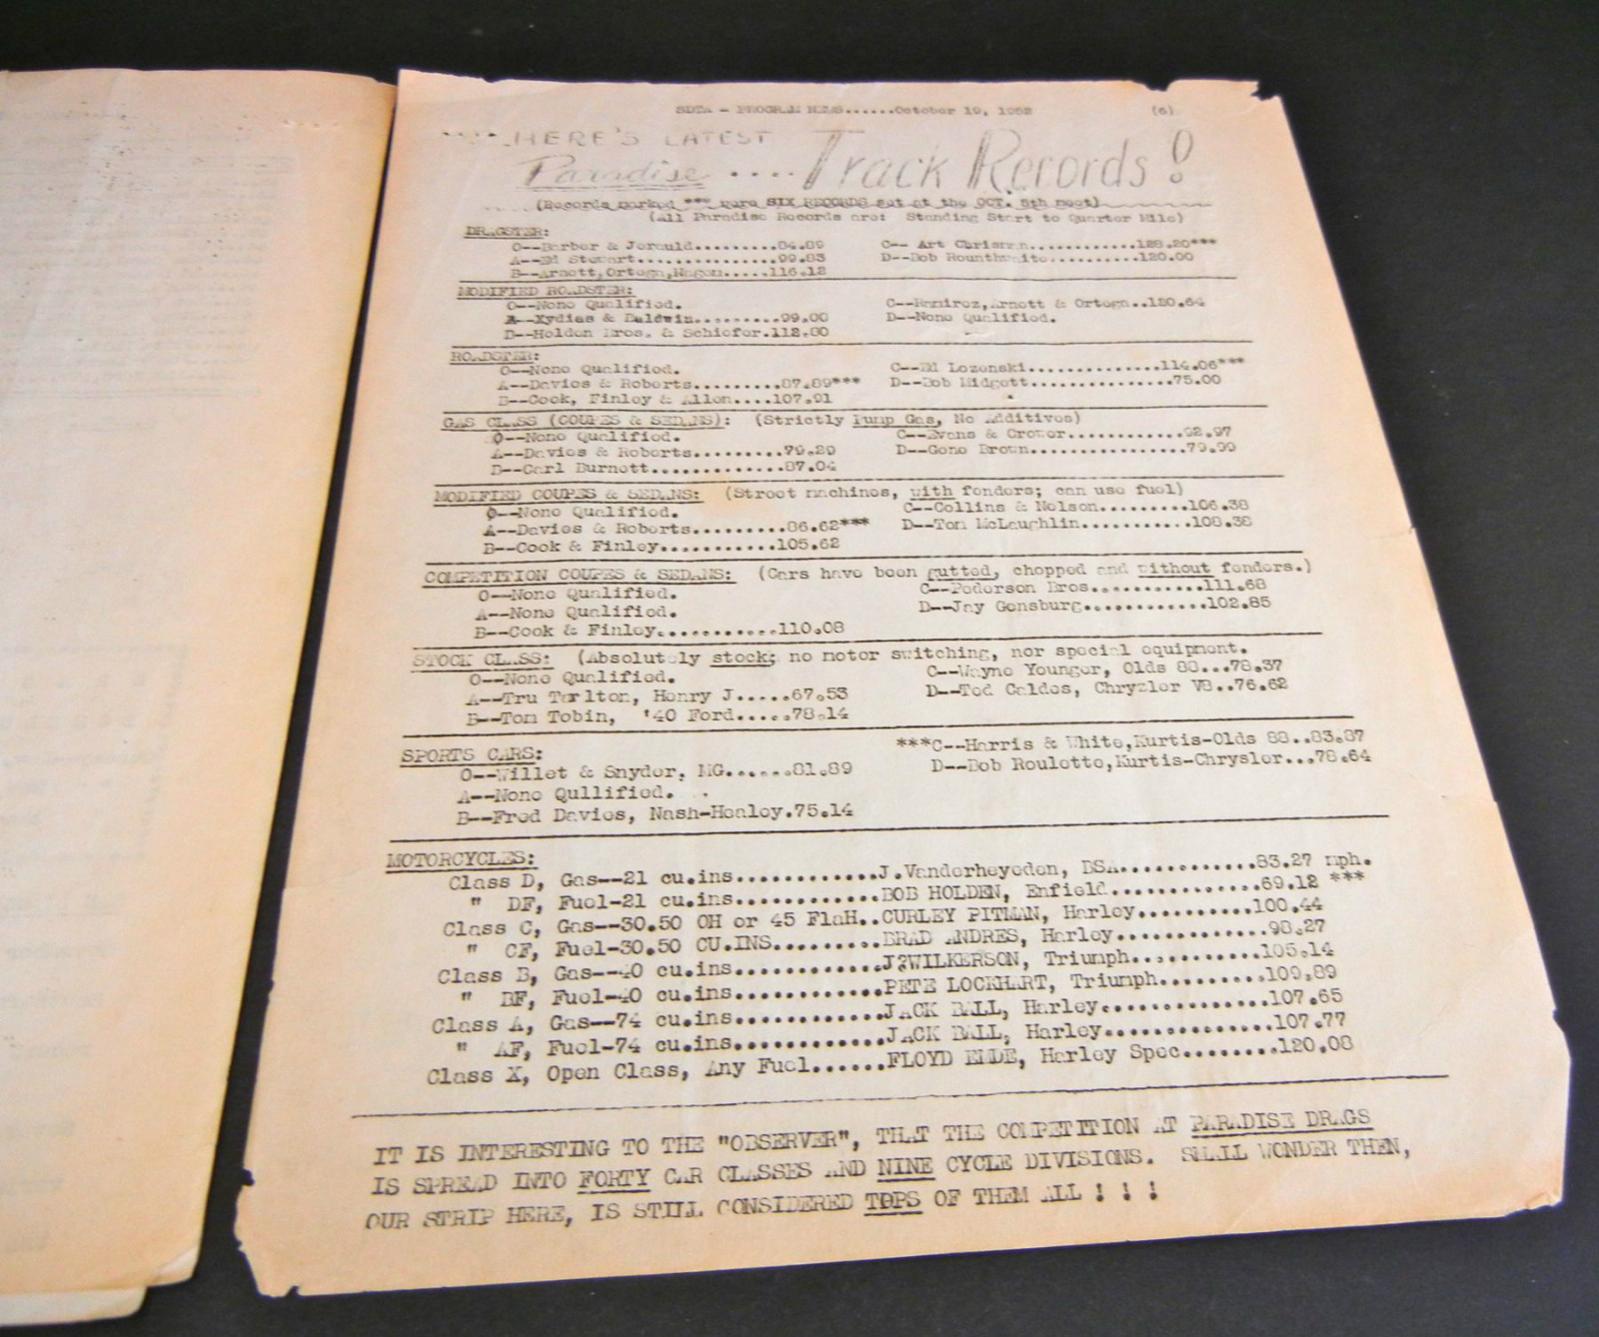 SDTA - PROGRAM NEWS......October 19, 1952 (6)
....HERE'S LATEST
Paradise .... Track Records!
(Records marked *** were SIX RECORDS set at the OCT. 5th meet)
(All Paradise Records are: Standing Start to Quarter Mile)
DRAGSTER:
O--Barber & Jerauld.........84.89 C-- Art Chrisman............128.20***
A--Ed Stewart...............99.83 D--Bob Rounthwaite..........120.00
B--Arnett,Ortega,Hagen.....116.12
MODIFIED ROADSTER:
O--None Qualified. C--Ramirez,Arnett & Ortega..120.64
A--Xydias & Baldwin..........99.00 D--None Qualified.
B--Holden Bros. & Schiefer.112.80
ROADSTER:
O--None Qualified. C--Ed Lozenski...............114.06***
A--Davies & Roberts.........87.89*** D--Bob Midgett................75.00
B--Cook, Finley & Allen....107.91
GAS CLASS (COUPES & SEDANS): (Strictly Pump Gas, No Additives)
O--None Qualified. C--Evans & Croter............92.97
A--Davies & Roberts.........79.29 D--Gene Brown................79.99
B--Carl Burnett.............87.04
MODIFIED COUPES & SEDANS: (Street machines, with fenders; can use fuel)
O--None Qualified. C--Collins & Nelson.........106.38
A--Davies & Roberts.........86.62*** D--Tom McLaughlin...........108.38
B--Cook & Finley...........105.62
COMPETITION COUPES & SEDANS: (Cars have been gutted, chopped and without fenders.)
O--None Qualified. C--Pederson Bros...........111.68
A--None Qualified. D--Jay Gonsburg............102.85
B--Cook & Finley...........110.08
STOCK CLASS: (Absolutely stock; no motor switching, nor special equipment.
O--None Qualified. C--Wayne Younger, Olds 88...78.37
A--Tru Tarlton, Henry J.....67.53 D--Ted Caldes, Chryzler V8..76.62
B--Tom Tobin, '40 Ford.....78.14
SPORTS CARS: ***C--Harris & White,Kurtis-Olds 88..83.87
O--Willet & Snyder, MG......81.89 D--Bob Roulotte,Kurtis-Chrysler...78.64
A--None Qullified.
B--Fred Davies, Nash-Healey.75.14
MOTORCYCLES:
Class D, Gas--21 cu.ins............J.Vanderheyeden, BSA............83.27 mph.
" DF, Fuel-21 cu.ins............BOB HOLDEN, Enfield.............69.12 ***
Class C, Gas--30.50 OH or 45 FlaH..CURLEY PITMAN, Harley..........100.44
" CF, Fuel-30.50 CU.INS.........BRAD ANDRES, Harley.............98.27
Class B, Gas--40 cu.ins............J?WILKERSON, Triumph...........105.14
" BF, Fuel-40 cu.ins............PETE LOCKHART, Triumph.........109.89
Class A, Gas--74 cu.ins............JACK BALL, Harley..............107.65
" AF, Fuel-74 cu.ins............JACK BALL, Harley..............107.77
Class X, Open Class, Any Fuel......FLOYD EMDE, Harley Spec........120.08
IT IS INTERESTING TO THE "OBSERVER", THAT THE COMPETITION AT PARADISE DRAGS
IS SPREAD INTO FORTY CAR CLASSES AND NINE CYCLE DIVISIONS. SMALL WONDER THEN,
OUR STRIP HERE, IS STILL CONSIDERED TOPS OF THEM ALL ! ! !